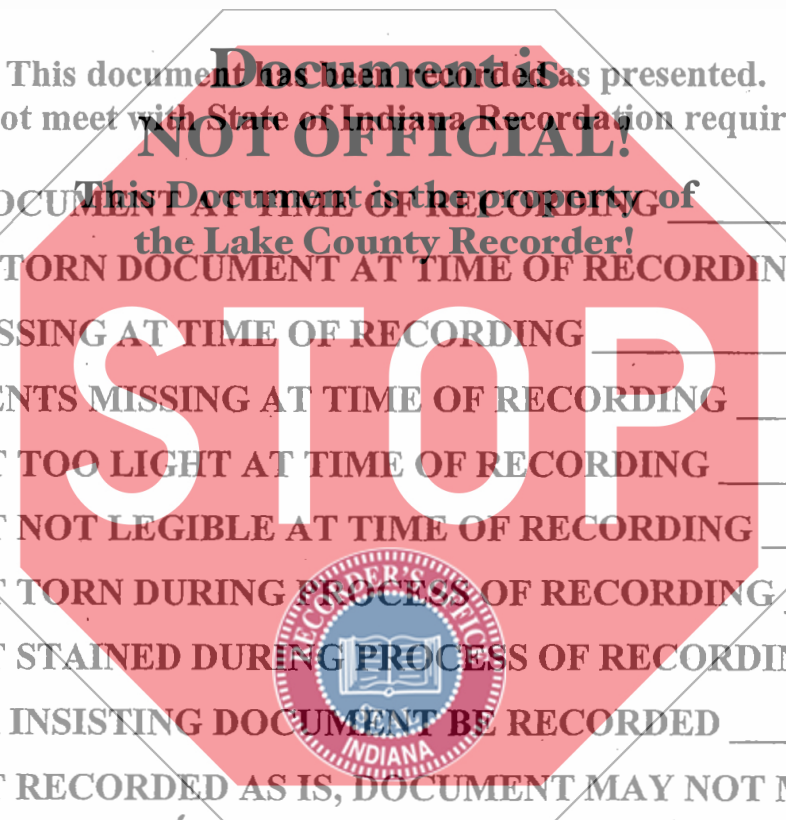 Document is
This document has been recorded as presented.
NOT OFFICIAL!
ot meet with State of Indiana Recordation requir
This Document is the property of
OCUMENT AT TIME OF RECORDING
the Lake County Recorder!
TORN DOCUMENT AT TIME OF RECORDIN
SSING AT TIME OF RECORDING
STOP
ENTS MISSING AT TIME OF RECORDING
TOO LIGHT AT TIME OF RECORDING
NOT LEGIBLE AT TIME OF RECORDING
TORN DURING PROCESS OF RECORDING
RECORDER'S OFFICE
STAINED DURING PROCESS OF RECORDIN
SEAL
INSISTING DOCUMENT BE RECORDED
INDIANA
RECORDED AS IS, DOCUMENT MAY NOT M